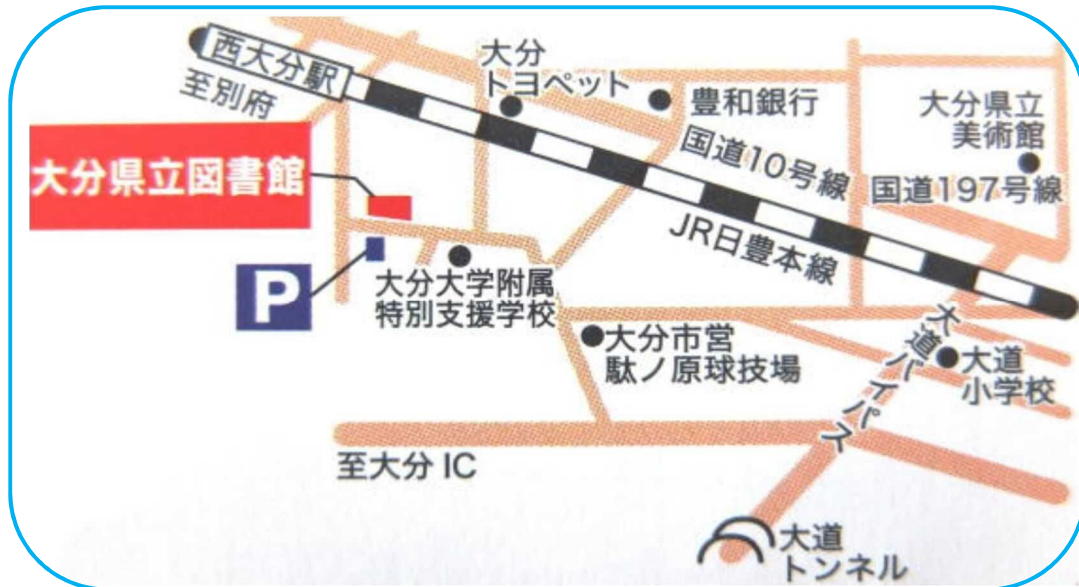 西大分駅
至別府
大分
トヨペット
豊和銀行
大分県立
美術館
国道10号線
国道197号線
JR日豊本線
大分県立図書館
P
大分大学附属
特別支援学校
大分市営
駄ノ原球技場
大道バイパス
大道
小学校
至大分 IC
大道
トンネル